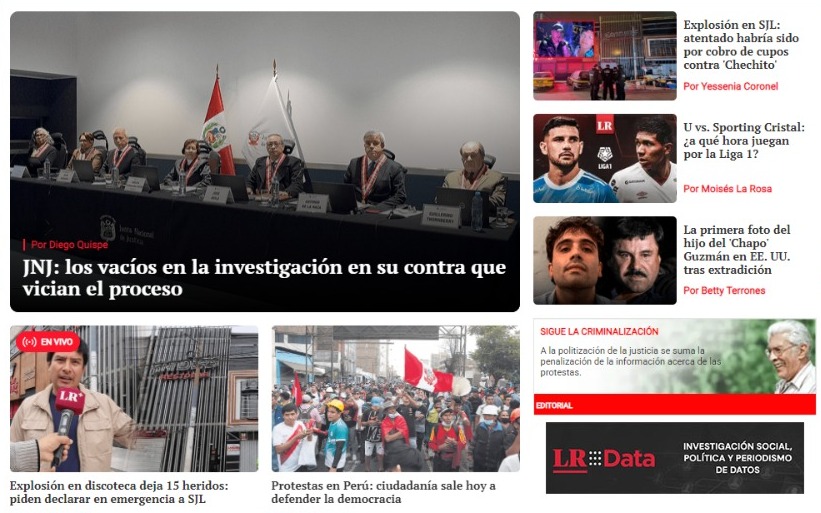 Por Diego Quispe
JNJ: los vacíos en la investigación en su contra que
vician el proceso
EN VIVO
LR+
Explosión en discoteca deja 15 heridos:
piden declarar en emergencia a SJL
Protestas en Perú: ciudadanía sale hoy a
defender la democracia
Explosión en SJL:
atentado habría sido
por cobro de cupos
contra 'Chechito'
Por Yessenia Coronel
LR
LIGA 1
U vs. Sporting Cristal:
¿a qué hora juegan
por la Liga 1?
Por Moisés La Rosa
La primera foto del
hijo del 'Chapo'
Guzmán en EE. UU.
tras extradición
Por Betty Terrones
SIGUE LA CRIMINALIZACIÓN
A la politización de la justicia se suma la
penalización de la información acerca de las
protestas.
EDITORIAL
LR Data
INVESTIGACIÓN SOCIAL,
POLÍTICA Y PERIODISMO
DE DATOS